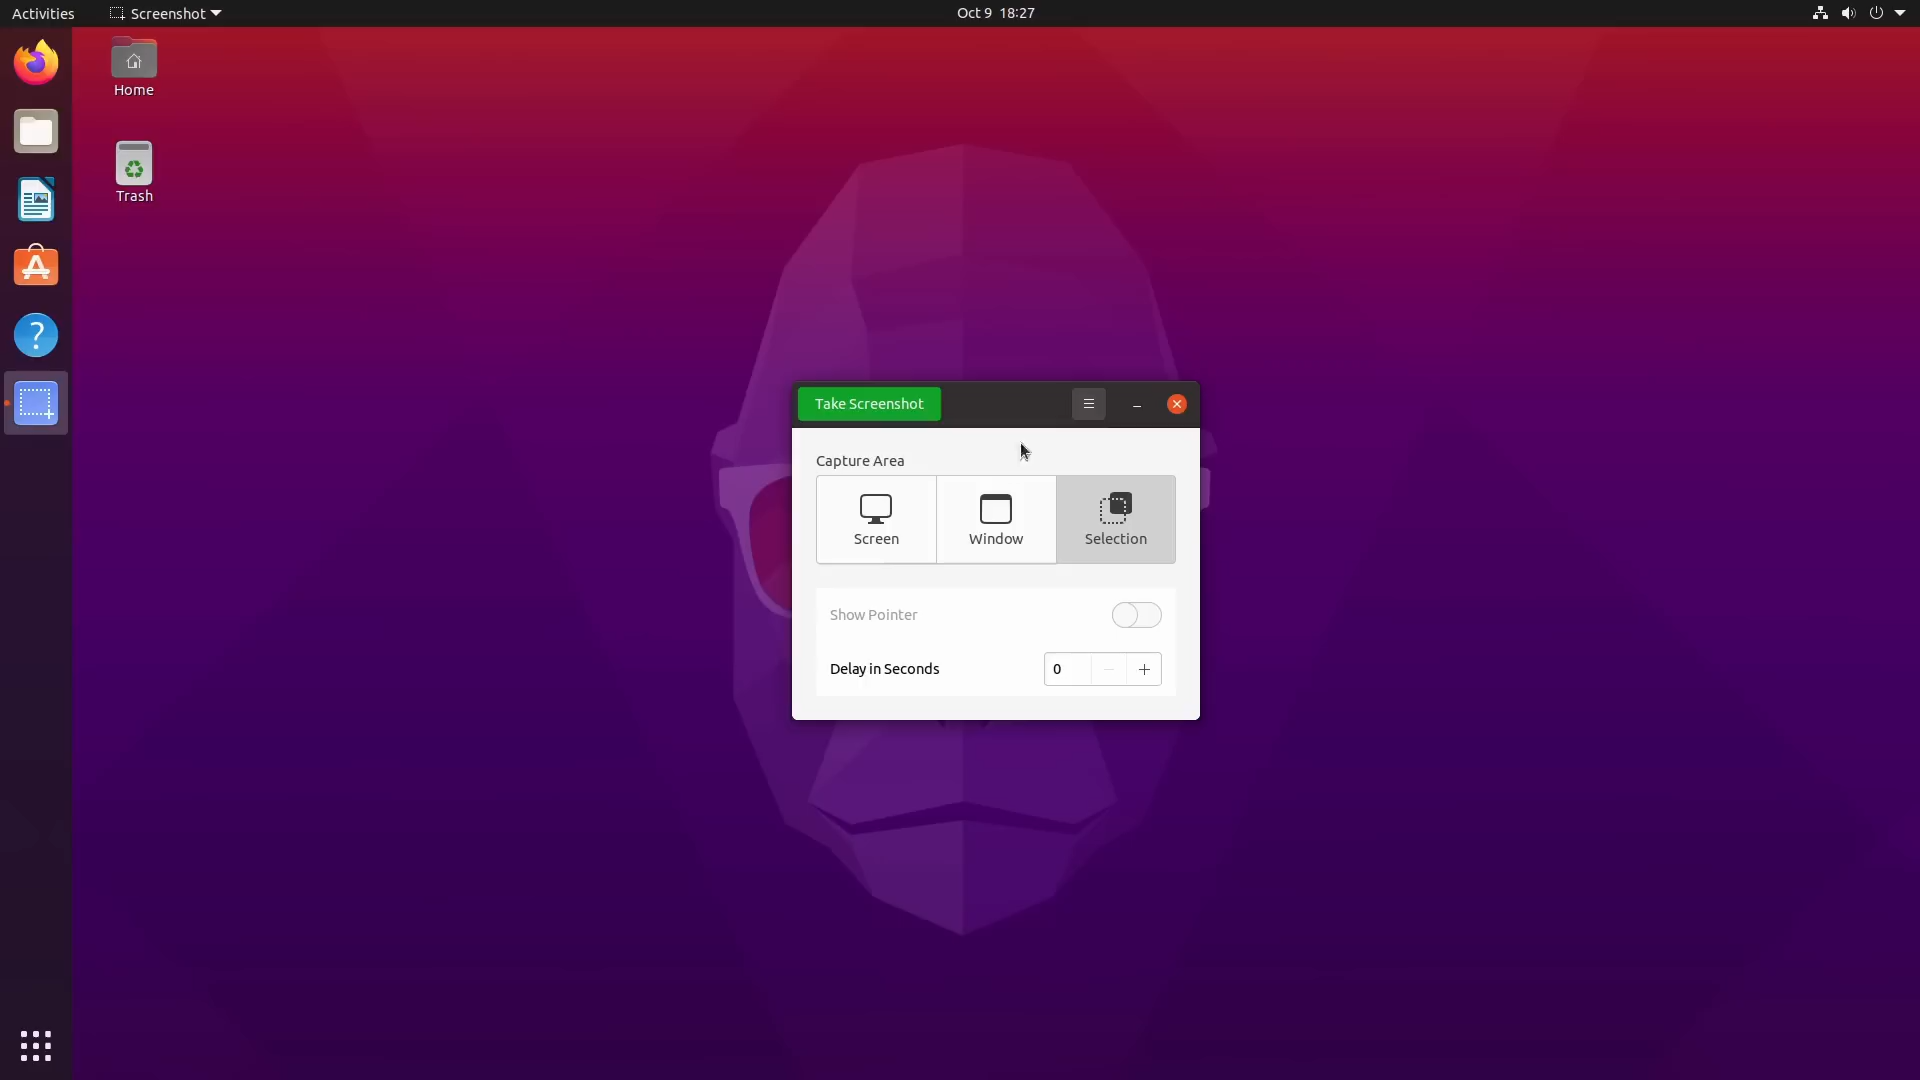 Activities
Screenshot
Oct 9 18:27
Home
Trash
Take Screenshot
Capture Area
Screen
Window
Selection
Show Pointer
Delay in Seconds
0